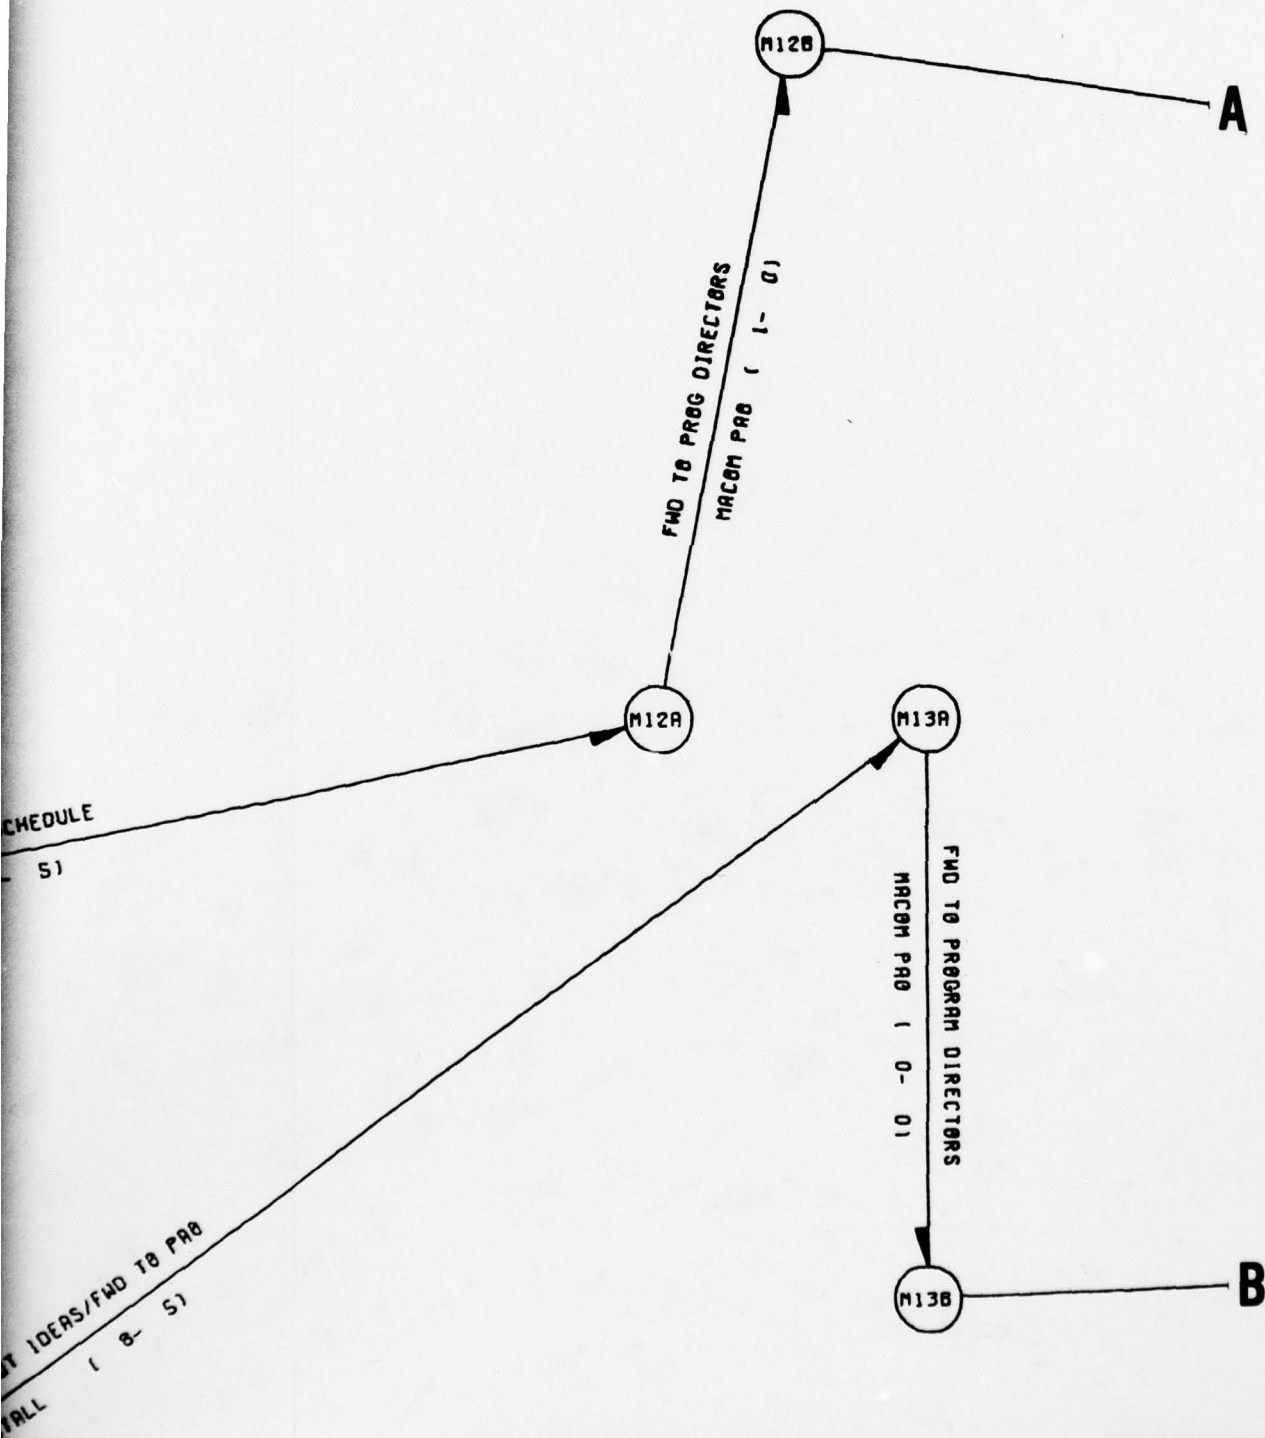 M12B
A
FWD TO PROG DIRECTORS
MACOM PAO ( 1- 0)
M12A
M13A
CHEDULE
- 5)
FWD TO PROGRAM DIRECTORS
MACOM PAO ( 0- 0)
IDEAS/FWD TO PAO
( 8- 5)
TALL
M13B
B